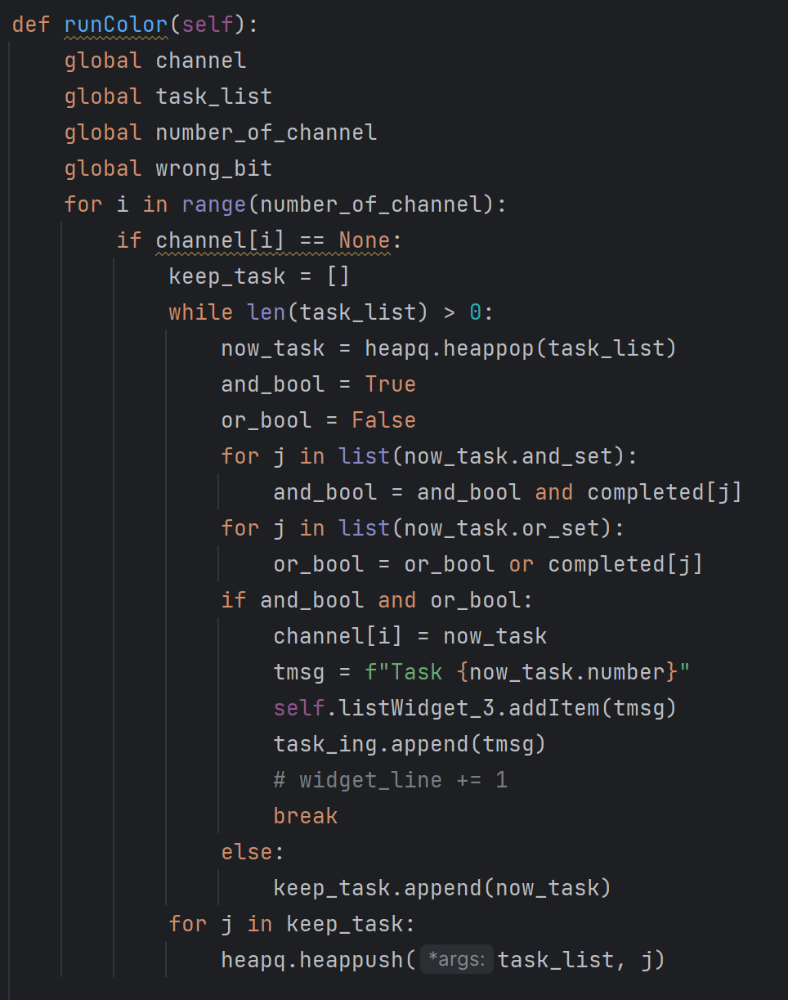 def runColor(self):
    global channel
    global task_list
    global number_of_channel
    global wrong_bit
    for i in range(number_of_channel):
        if channel[i] == None:
            keep_task = []
            while len(task_list) > 0:
                now_task = heapq.heappop(task_list)
                and_bool = True
                or_bool = False
                for j in list(now_task.and_set):
                    and_bool = and_bool and completed[j]
                for j in list(now_task.or_set):
                    or_bool = or_bool or completed[j]
                if and_bool and or_bool:
                    channel[i] = now_task
                    tmsg = f"Task {now_task.number}"
                    self.listWidget_3.addItem(tmsg)
                    task_ing.append(tmsg)
                    # widget_line += 1
                    break
                else:
                    keep_task.append(now_task)
            for j in keep_task:
                heapq.heappush( *args: task_list, j)